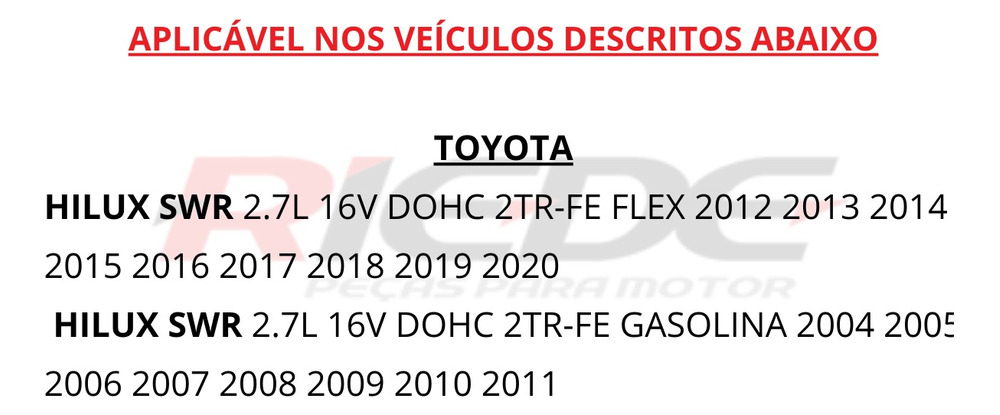 APLICÁVEL NOS VEÍCULOS DESCRITOS ABAIXO
TOYOTA
RICDE
PEÇAS PARA MOTOR
HILUX SWR 2.7L 16V DOHC 2TR-FE FLEX 2012 2013 2014
2015 2016 2017 2018 2019 2020
HILUX SWR 2.7L 16V DOHC 2TR-FE GASOLINA 2004 2005
2006 2007 2008 2009 2010 2011